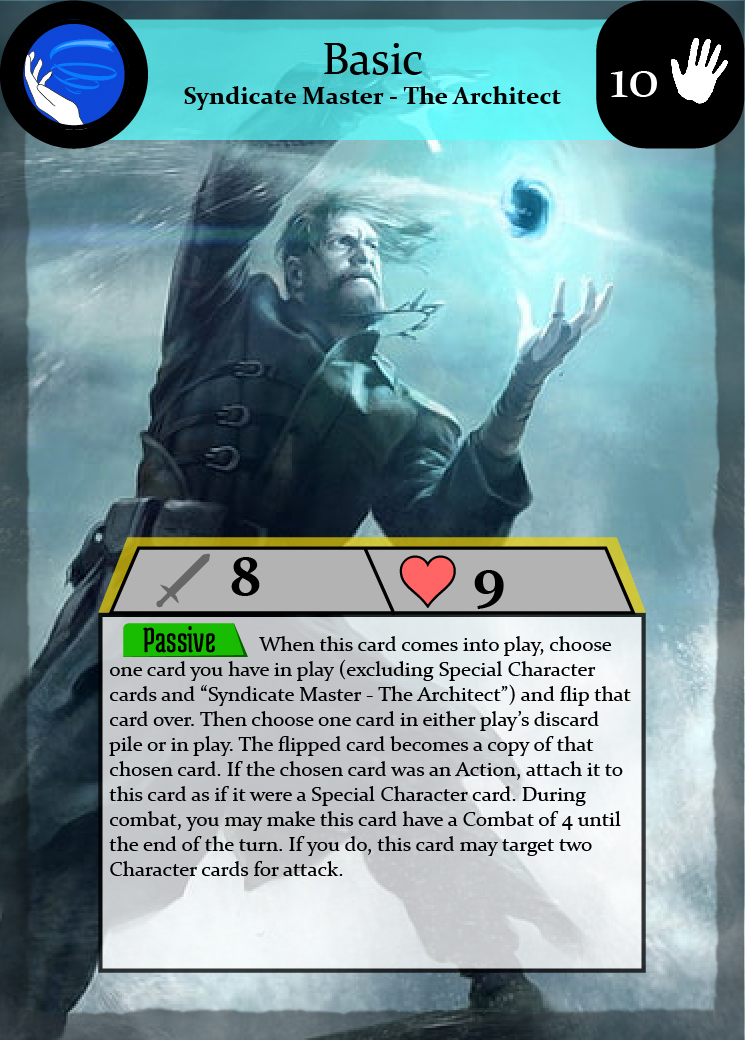 Basic
Syndicate Master - The Architect
10
8
9
Passive When this card comes into play, choose
one card you have in play (excluding Special Character
cards and “Syndicate Master - The Architect”) and flip that
card over. Then choose one card in either play’s discard
pile or in play. The flipped card becomes a copy of that
chosen card. If the chosen card was an Action, attach it to
this card as if it were a Special Character card. During
combat, you may make this card have a Combat of 4 until
the end of the turn. If you do, this card may target two
Character cards for attack.